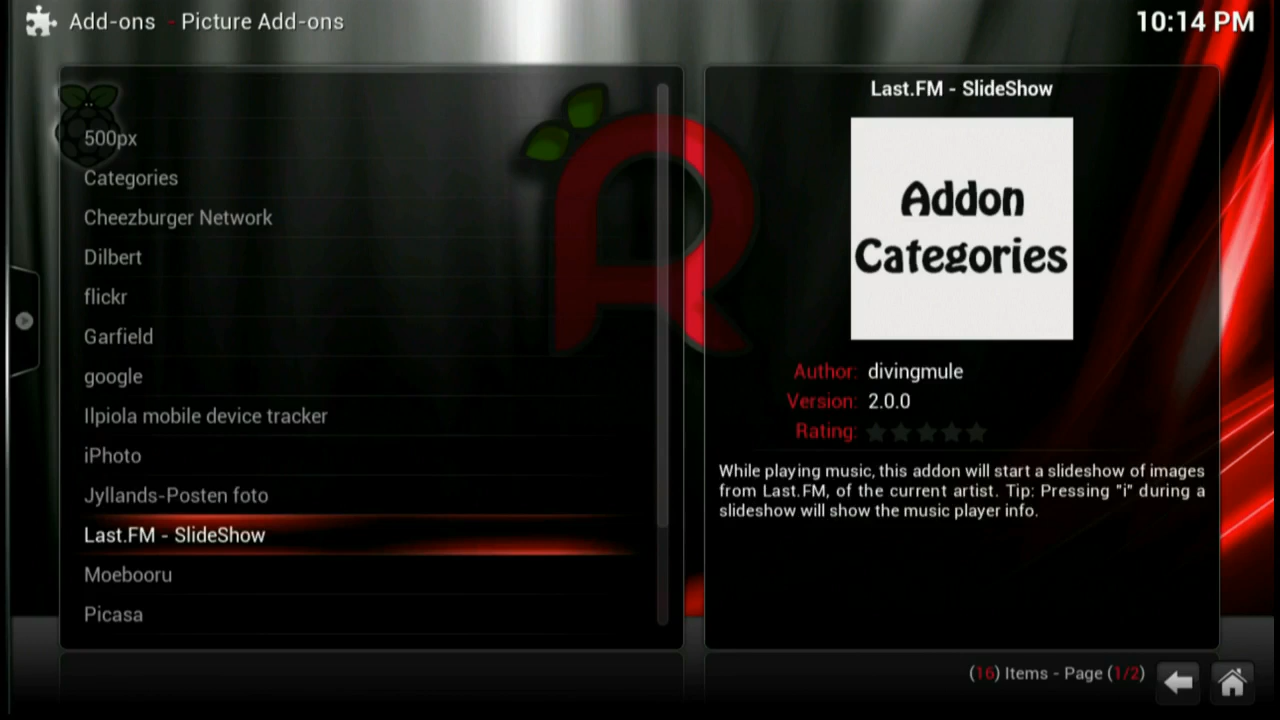 Add-ons - Picture Add-ons
10:14 PM
500px
Categories
Cheezburger Network
Dilbert
flickr
Garfield
google
Ilpiola mobile device tracker
iPhoto
Jyllands-Posten foto
Last.FM - SlideShow
Moebooru
Picasa
Last.FM - SlideShow
Addon
Categories
Author: divingmule
Version: 2.0.0
Rating:
While playing music, this addon will start a slideshow of images
from Last.FM, of the current artist. Tip: Pressing "i" during a
slideshow will show the music player info.
(16) Items - Page (1/2)